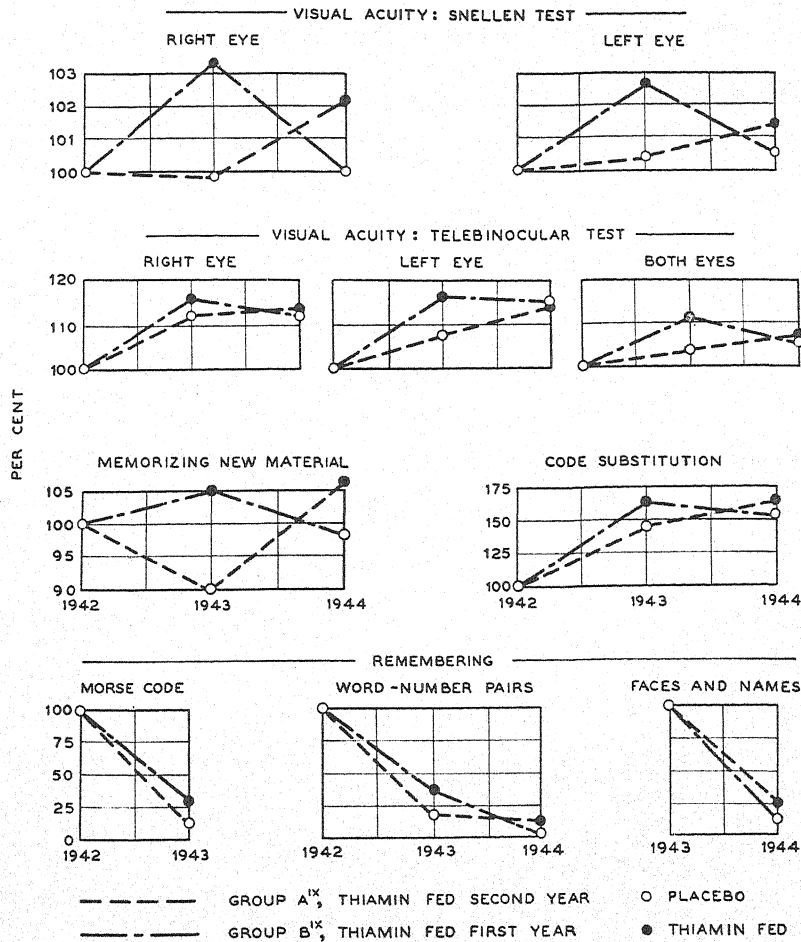 VISUAL ACUITY: SNELLEN TEST
RIGHT EYE
LEFT EYE
103
102
101
100
VISUAL ACUITY: TELEBINOCULAR TEST
RIGHT EYE
LEFT EYE
BOTH EYES
120
110
100
PER CENT
MEMORIZING NEW MATERIAL
CODE SUBSTITUTION
105
100
95
90
1942 1943 1944
175
150
125
100
1942 1943 1944
REMEMBERING
MORSE CODE
WORD-NUMBER PAIRS
FACES AND NAMES
100
75
50
25
0
1942 1943
1942 1943 1944
1943 1944
GROUP A^IX, THIAMIN FED SECOND YEAR
PLACEBO
GROUP B^IX, THIAMIN FED FIRST YEAR
THIAMIN FED